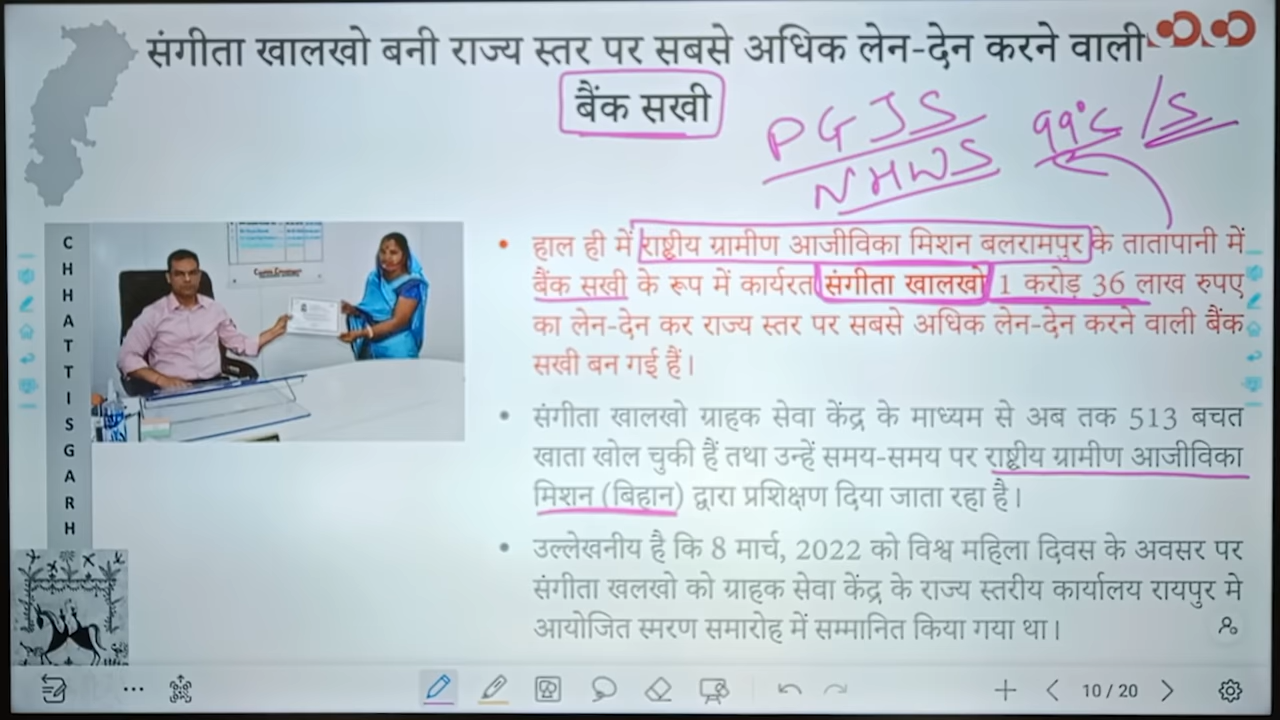 संगीता खालखो बनी राज्य स्तर पर सबसे अधिक लेन-देन करने वाली
बैंक सखी
PGJS
NHWS
99°C /S
CHHATTISGARH
• हाल ही में राष्ट्रीय ग्रामीण आजीविका मिशन बलरामपुर के तातापानी में
बैंक सखी के रूप में कार्यरत संगीता खालखो 1 करोड़ 36 लाख रुपए
का लेन-देन कर राज्य स्तर पर सबसे अधिक लेन-देन करने वाली बैंक
सखी बन गई हैं।
• संगीता खालखो ग्राहक सेवा केंद्र के माध्यम से अब तक 513 बचत
खाता खोल चुकी हैं तथा उन्हें समय-समय पर राष्ट्रीय ग्रामीण आजीविका
मिशन (बिहान) द्वारा प्रशिक्षण दिया जाता रहा है।
• उल्लेखनीय है कि 8 मार्च, 2022 को विश्व महिला दिवस के अवसर पर
संगीता खलखो को ग्राहक सेवा केंद्र के राज्य स्तरीय कार्यालय रायपुर मे
आयोजित स्मरण समारोह में सम्मानित किया गया था।
10 / 20